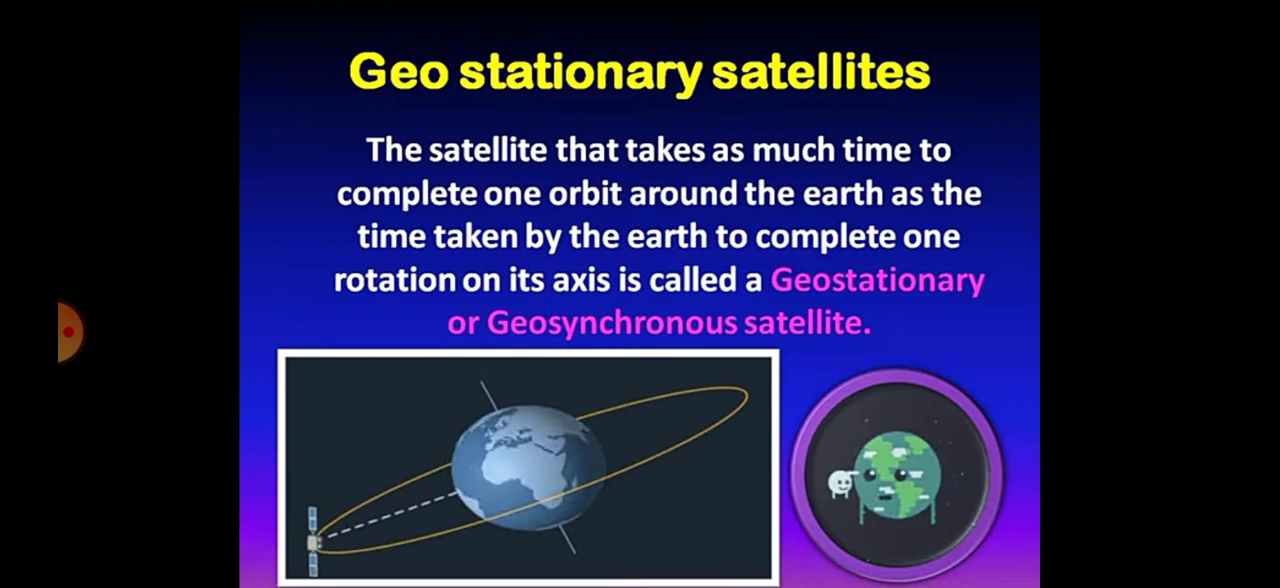 Geo stationary satellites
The satellite that takes as much time to
complete one orbit around the earth as the
time taken by the earth to complete one
rotation on its axis is called a Geostationary
or Geosynchronous satellite.